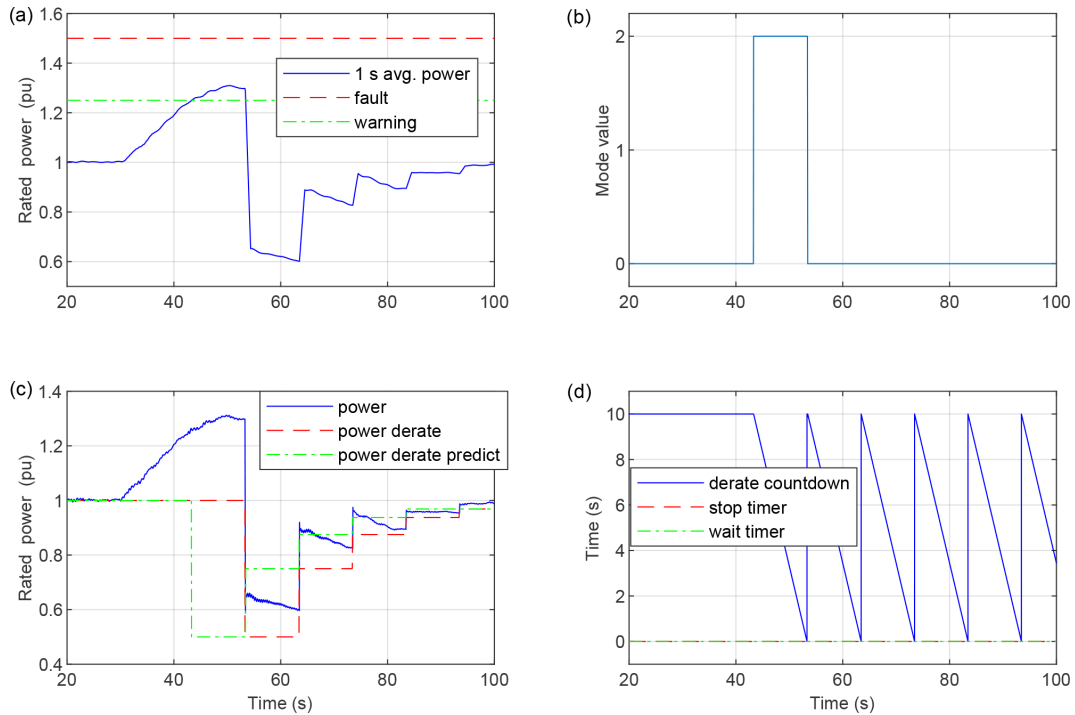 (a)
1.6
1.4
1.2
1
0.8
0.6
Rated power (pu)
1 s avg. power
fault
warning
20 40 60 80 100
(b)
2
1
0
Mode value
20 40 60 80 100
(c)
1.4
1.2
1
0.8
0.6
0.4
Rated power (pu)
power
power derate
power derate predict
20 40 60 80 100
Time (s)
(d)
10
8
6
4
2
0
Time (s)
derate countdown
stop timer
wait timer
20 40 60 80 100
Time (s)